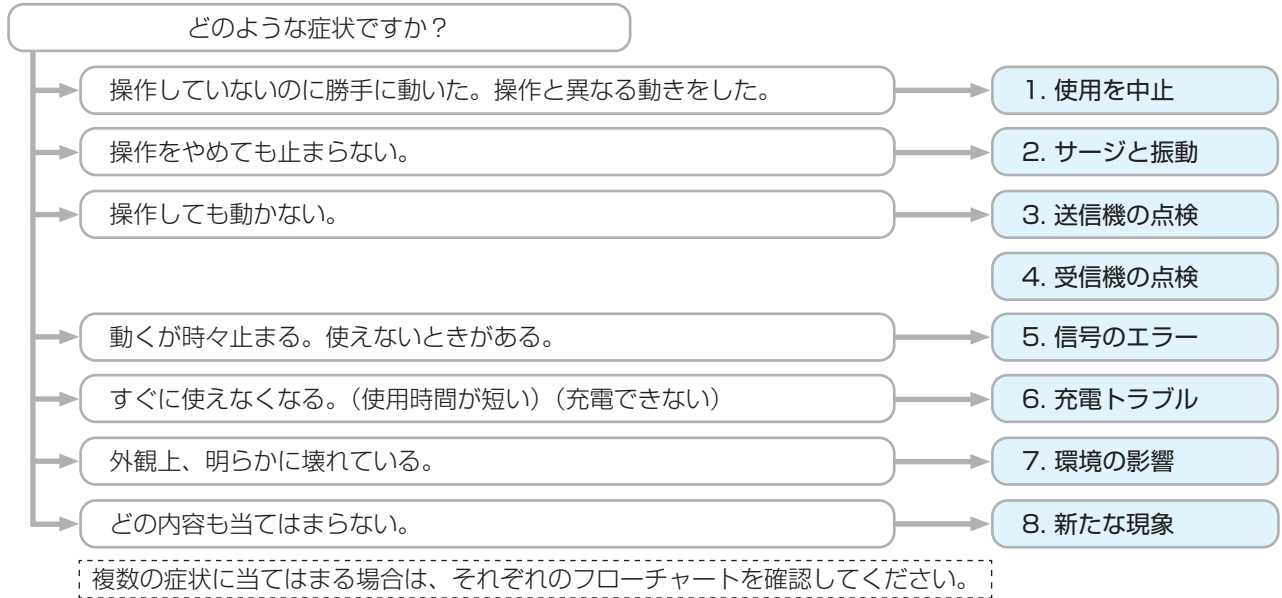 どのような症状ですか？
操作していないのに勝手に動いた。操作と異なる動きをした。
1. 使用を中止
操作をやめても止まらない。
2. サージと振動
操作しても動かない。
3. 送信機の点検
4. 受信機の点検
動くが時々止まる。使えないときがある。
5. 信号のエラー
すぐに使えなくなる。（使用時間が短い）（充電できない）
6. 充電トラブル
外観上、明らかに壊れている。
7. 環境の影響
どの内容も当てはまらない。
8. 新たな現象
複数の症状に当てはまる場合は、それぞれのフローチャートを確認してください。